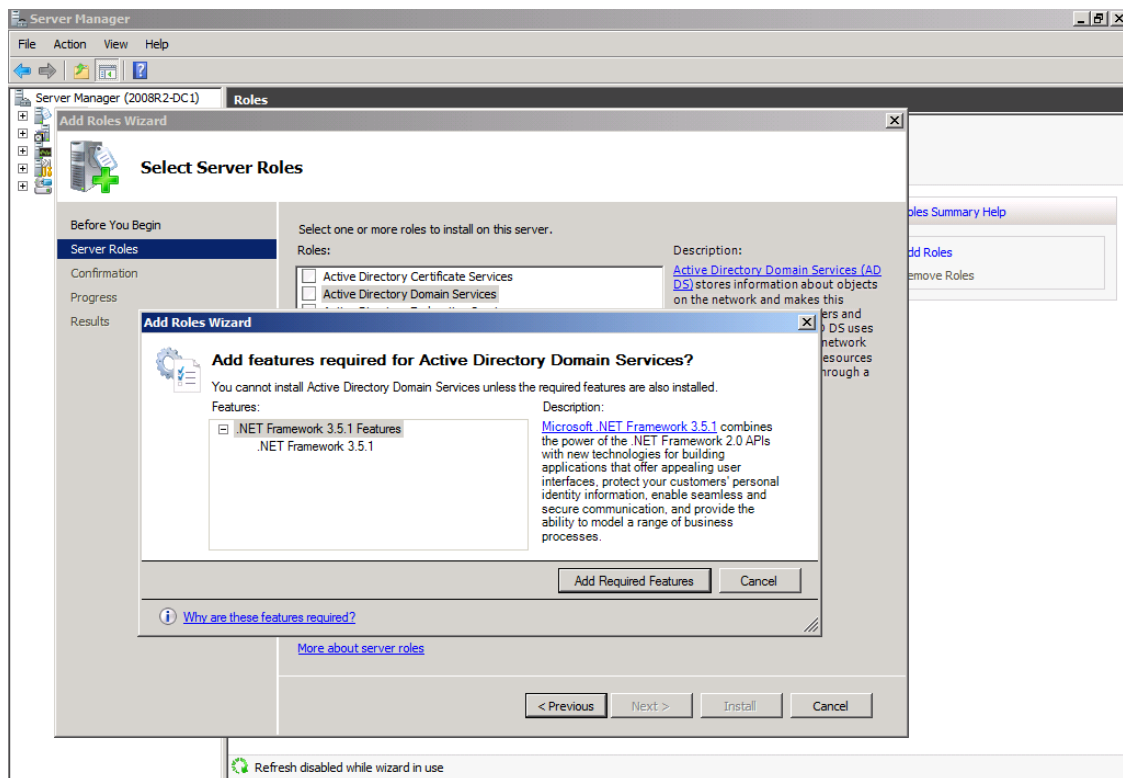 Server Manager
File Action View Help
Server Manager (2008R2-DC1)
Roles
Add Roles Wizard
Select Server Roles
Before You Begin
Server Roles
Confirmation
Progress
Results
Select one or more roles to install on this server.
Roles:
Active Directory Certificate Services
Active Directory Domain Services
Description:
Active Directory Domain Services (AD
DS) stores information about objects
on the network and makes this
ers and
DS uses
network
esources
hrough a
oles Summary Help
dd Roles
emove Roles
Add Roles Wizard
Add features required for Active Directory Domain Services?
You cannot install Active Directory Domain Services unless the required features are also installed.
Features:
.NET Framework 3.5.1 Features
.NET Framework 3.5.1
Description:
Microsoft .NET Framework 3.5.1 combines
the power of the .NET Framework 2.0 APIs
with new technologies for building
applications that offer appealing user
interfaces, protect your customers' personal
identity information, enable seamless and
secure communication, and provide the
ability to model a range of business
processes.
Add Required Features
Cancel
Why are these features required?
More about server roles
< Previous
Next >
Install
Cancel
Refresh disabled while wizard in use